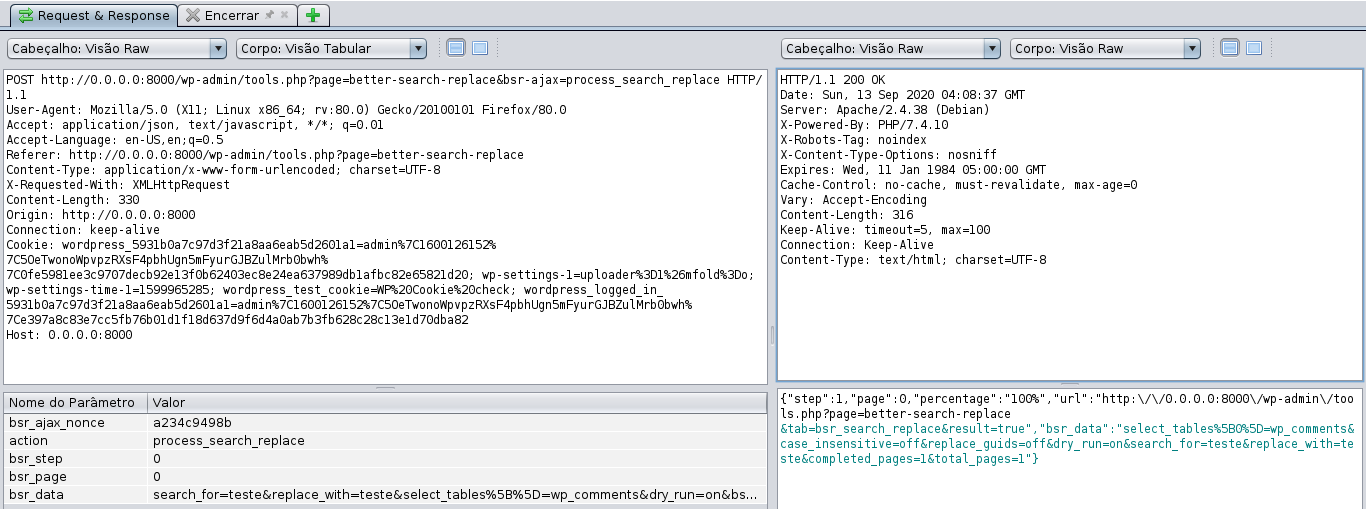 Request & Response
Encerrar
Cabeçalho: Visão Raw
Corpo: Visão Tabular
Cabeçalho: Visão Raw
Corpo: Visão Raw
POST http://0.0.0.0:8000/wp-admin/tools.php?page=better-search-replace&bsr-ajax=process_search_replace HTTP/
1.1
User-Agent: Mozilla/5.0 (X11; Linux x86_64; rv:80.0) Gecko/20100101 Firefox/80.0
Accept: application/json, text/javascript, */*; q=0.01
Accept-Language: en-US,en;q=0.5
Referer: http://0.0.0.0:8000/wp-admin/tools.php?page=better-search-replace
Content-Type: application/x-www-form-urlencoded; charset=UTF-8
X-Requested-With: XMLHttpRequest
Content-Length: 330
Origin: http://0.0.0.0:8000
Connection: keep-alive
Cookie: wordpress_5931b0a7c97d3f21a8aa6eab5d2601a1=admin%7C1600126152%
7C5OeTwonoWpvpzRXsF4pbhUgn5mFyurGJBZulMrb0bwh%
7C0fe5981ee3c9707decb92e13f0b62403ec8e24ea637989db1afbc82e65821d20; wp-settings-1=uploader%3D1%26mfold%3Do;
wp-settings-time-1=1599965285; wordpress_test_cookie=WP%20Cookie%20check; wordpress_logged_in_
5931b0a7c97d3f21a8aa6eab5d2601a1=admin%7C1600126152%7C5OeTwonoWpvpzRXsF4pbhUgn5mFyurGJBZulMrb0bwh%
7Ce397a8c83e7cc5fb76b01d1f18d637d9f6d4a0ab7b3fb628c28c13e1d70dba82
Host: 0.0.0.0:8000
HTTP/1.1 200 OK
Date: Sun, 13 Sep 2020 04:08:37 GMT
Server: Apache/2.4.38 (Debian)
X-Powered-By: PHP/7.4.10
X-Robots-Tag: noindex
X-Content-Type-Options: nosniff
Expires: Wed, 11 Jan 1984 05:00:00 GMT
Cache-Control: no-cache, must-revalidate, max-age=0
Vary: Accept-Encoding
Content-Length: 316
Keep-Alive: timeout=5, max=100
Connection: Keep-Alive
Content-Type: text/html; charset=UTF-8
Nome do Parâmetro Valor
bsr_ajax_nonce a234c9498b
action process_search_replace
bsr_step 0
bsr_page 0
bsr_data search_for=teste&replace_with=teste&select_tables%5B%5D=wp_comments&dry_run=on&bs...
{"step":1,"page":0,"percentage":"100%","url":"http:\/\/0.0.0.0:8000\/wp-admin\/too
ls.php?page=better-search-replace
&tab=bsr_search_replace&result=true","bsr_data":"select_tables%5B0%5D=wp_comments&
case_insensitive=off&replace_guids=off&dry_run=on&search_for=teste&replace_with=te
ste&completed_pages=1&total_pages=1"}